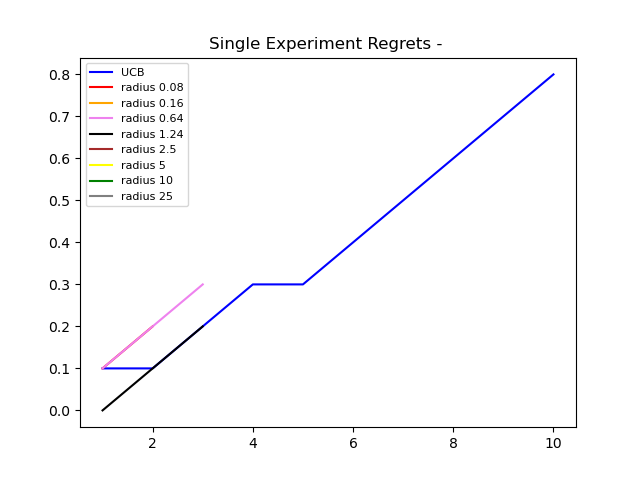 Single Experiment Regrets -
UCB
radius 0.08
radius 0.16
radius 0.64
radius 1.24
radius 2.5
radius 5
radius 10
radius 25
0.8
0.7
0.6
0.5
0.4
0.3
0.2
0.1
0.0
2 4 6 8 10